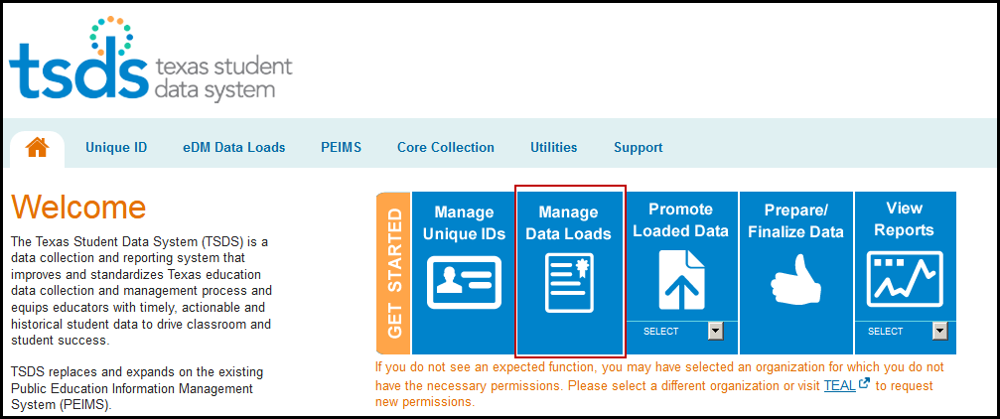 tsds texas student
data system
Unique ID eDM Data Loads PEIMS Core Collection Utilities Support
Welcome
The Texas Student Data System (TSDS) is a
data collection and reporting system that
improves and standardizes Texas education
data collection and management process and
equips educators with timely, actionable and
historical student data to drive classroom and
student success.
TSDS replaces and expands on the existing
Public Education Information Management
System (PEIMS).
GET STARTED
Manage
Unique IDs
Manage
Data Loads
Promote
Loaded Data
SELECT
Prepare/
Finalize Data
View
Reports
SELECT
If you do not see an expected function, you may have selected an organization for which you do not
have the necessary permissions. Please select a different organization or visit TEAL to request
new permissions.